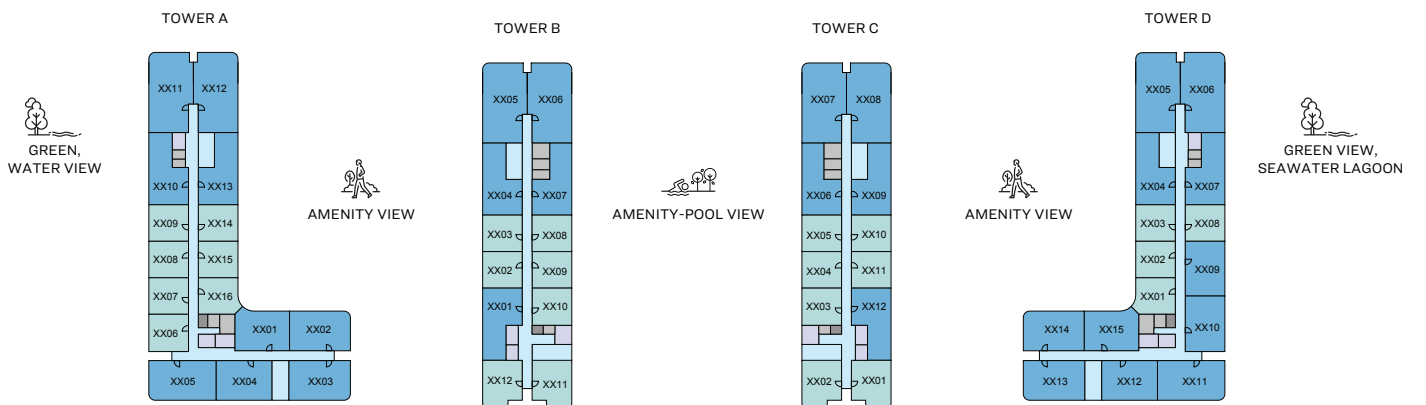 TOWER A
TOWER B
TOWER C
TOWER D
GREEN,
WATER VIEW
AMENITY VIEW
AMENITY-POOL VIEW
AMENITY VIEW
GREEN VIEW,
SEAWATER LAGOON
XX11 XX12
XX10 XX13
XX09 XX14
XX08 XX15
XX07 XX16
XX06 XX01 XX02
XX05 XX04 XX03
XX05 XX06
XX04 XX07
XX03 XX08
XX02 XX09
XX01 XX10
XX12 XX11
XX07 XX08
XX06 XX09
XX05 XX10
XX04 XX11
XX03 XX12
XX02 XX01
XX05 XX06
XX04 XX07
XX03 XX08
XX02 XX09
XX01
XX14 XX15 XX10
XX13 XX12 XX11